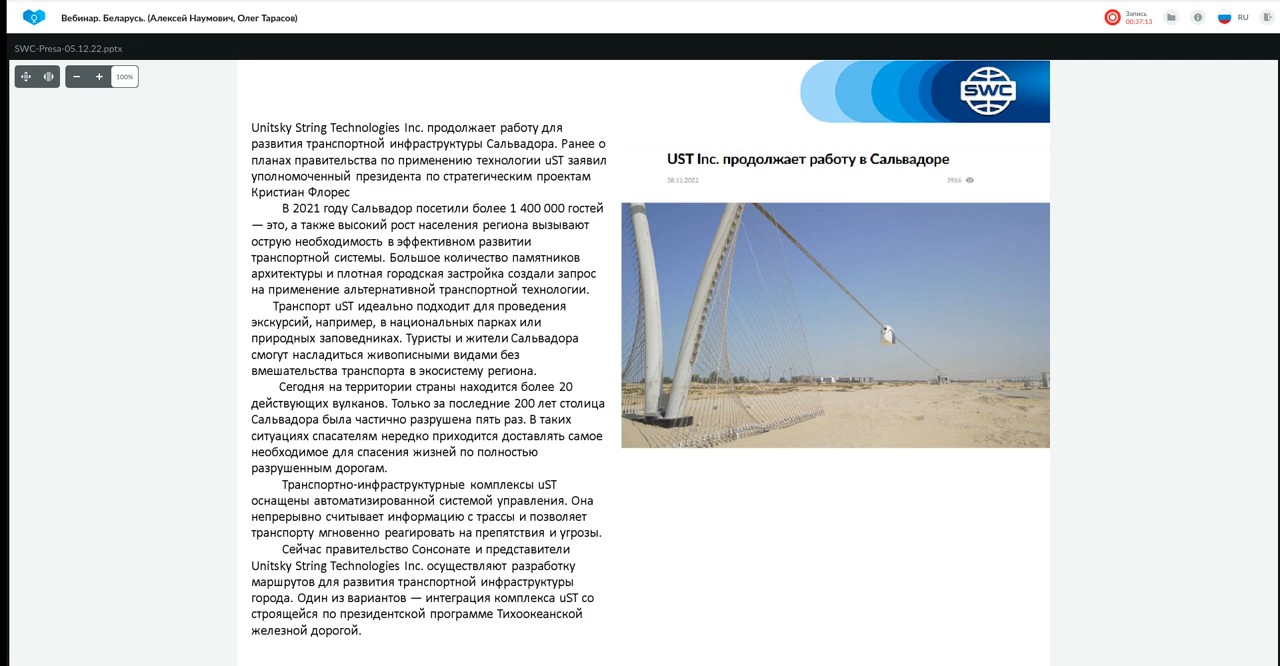 Вебинар. Беларусь. (Алексей Наумович, Олег Тарасов)
Запись
00:37:13
RU
SWC-Presa-05.12.22.pptx
100%
SWC
Unitsky String Technologies Inc. продолжает работу для
развития транспортной инфраструктуры Сальвадора. Ранее о
планах правительства по применению технологии uST заявил
уполномоченный президента по стратегическим проектам
Кристиан Флорес
В 2021 году Сальвадор посетили более 1 400 000 гостей
— это, а также высокий рост населения региона вызывают
острую необходимость в эффективном развитии
транспортной системы. Большое количество памятников
архитектуры и плотная городская застройка создали запрос
на применение альтернативной транспортной технологии.
Транспорт uST идеально подходит для проведения
экскурсий, например, в национальных парках или
природных заповедниках. Туристы и жители Сальвадора
смогут насладиться живописными видами без
вмешательства транспорта в экосистему региона.
Сегодня на территории страны находится более 20
действующих вулканов. Только за последние 200 лет столица
Сальвадора была частично разрушена пять раз. В таких
ситуациях спасателям нередко приходится доставлять самое
необходимое для спасения жизней по полностью
разрушенным дорогам.
Транспортно-инфраструктурные комплексы uST
оснащены автоматизированной системой управления. Она
непрерывно считывает информацию с трассы и позволяет
транспорту мгновенно реагировать на препятствия и угрозы.
Сейчас правительство Сонсонате и представители
Unitsky String Technologies Inc. осуществляют разработку
маршрутов для развития транспортной инфраструктуры
города. Один из вариантов — интеграция комплекса uST со
строящейся по президентской программе Тихоокеанской
железной дорогой.
UST Inc. продолжает работу в Сальвадоре
28.11.2022
3966